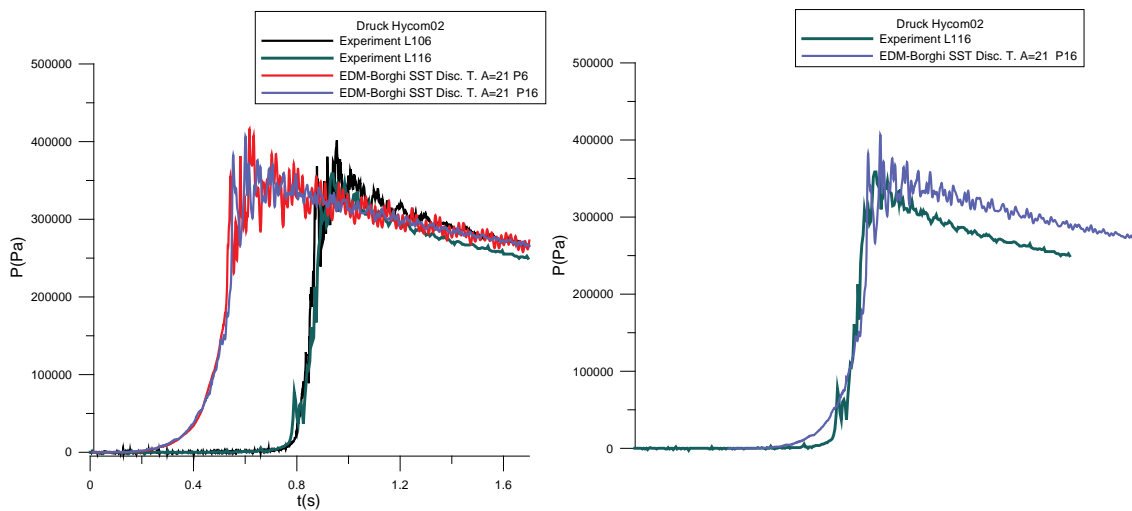 Druck Hycom02
Experiment L106
Experiment L116
EDM-Borghi SST Disc. T. A=21 P6
EDM-Borghi SST Disc. T. A=21  P16
500000
400000
300000
200000
100000
0
P(Pa)
0
0.4
0.8
1.2
1.6
t(s)
Druck Hycom02
Experiment L116
EDM-Borghi SST Disc. T. A=21  P16
500000
400000
300000
200000
100000
0
P(Pa)